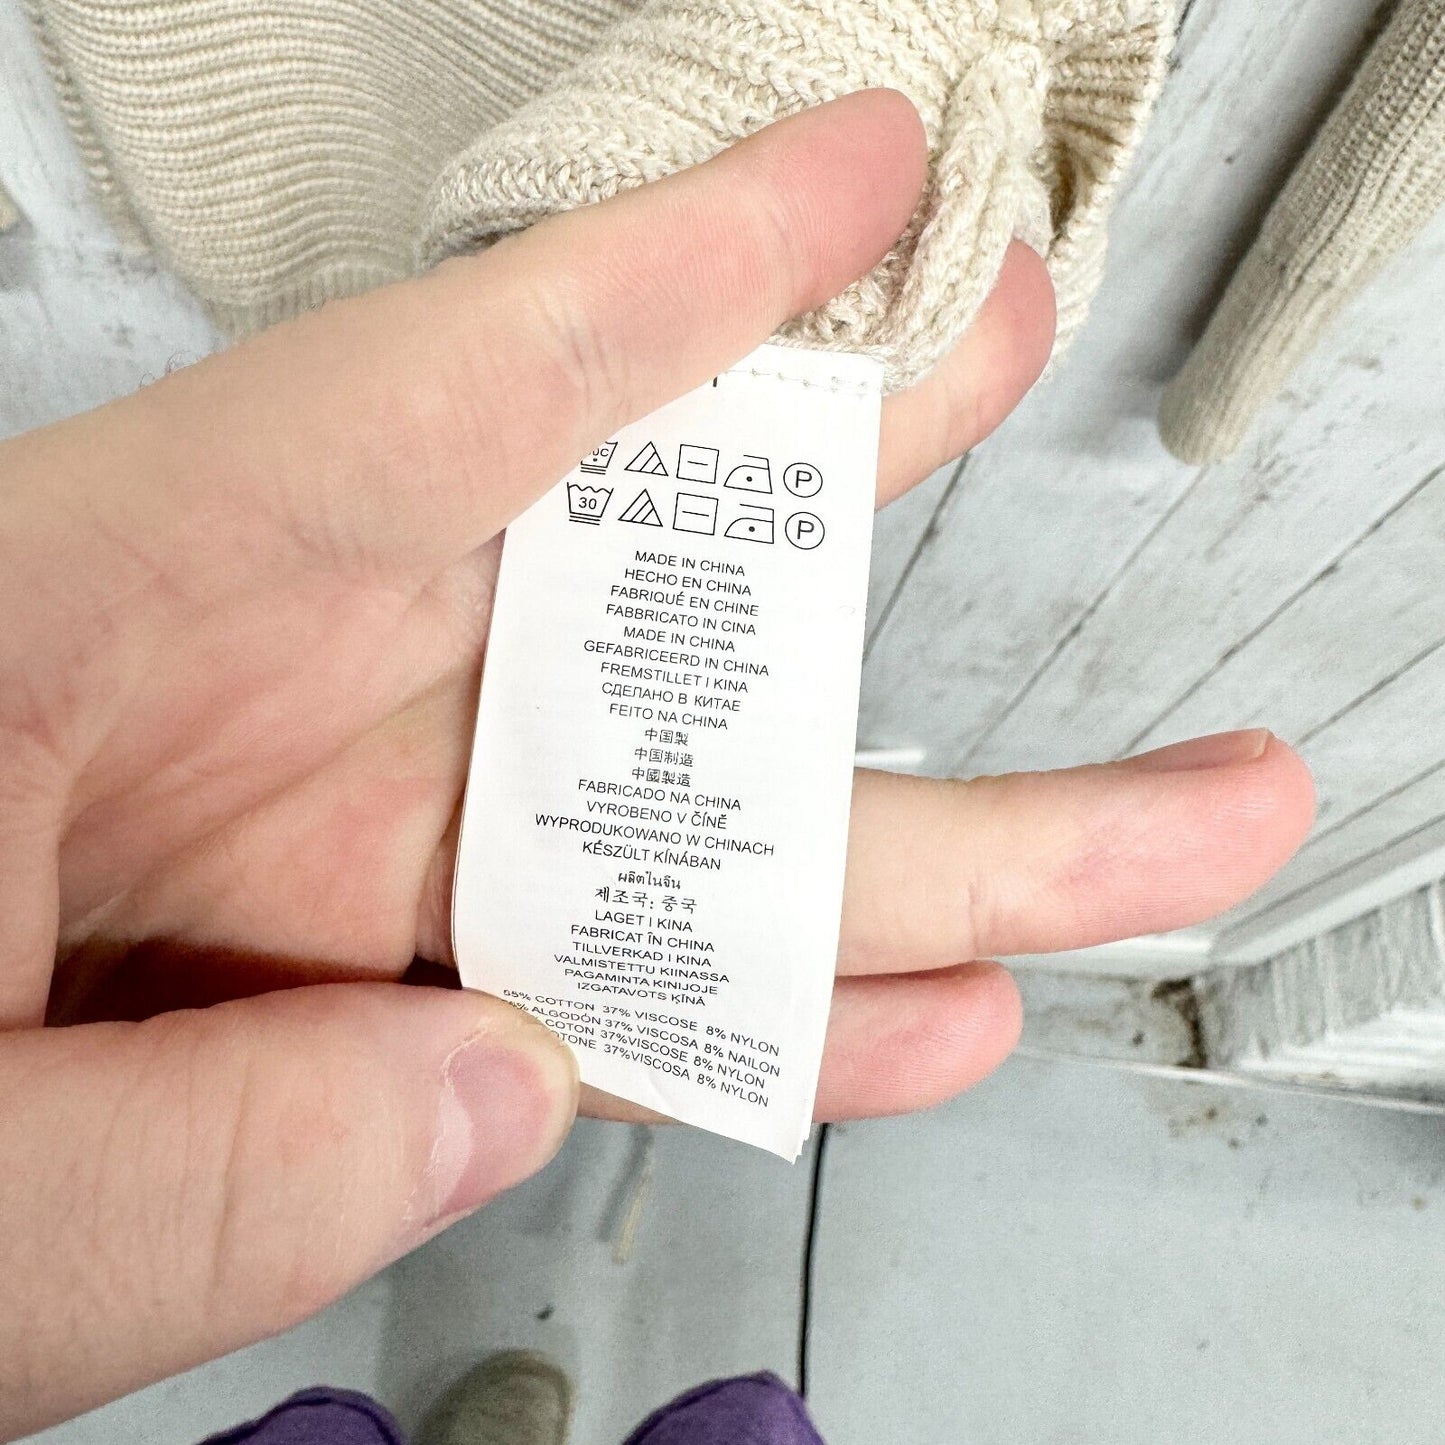 P
30 P
MADE IN CHINA
HECHO EN CHINA
FABRIQUÉ EN CHINE
FABBRICATO IN CINA
MADE IN CHINA
GEFABRICEERD IN CHINA
FREMSTILLET I KINA
СДЕЛАНО В КИТАЕ
FEITO NA CHINA
中国製
中国制造
中國製造
FABRICADO NA CHINA
VYROBENO V ČÍNĚ
WYPRODUKOWANO W CHINACH
KÉSZÜLT KÍNÁBAN
ผลิตในจีน
제조국: 중국
LAGET I KINA
FABRICAT ÎN CHINA
TILLVERKAD I KINA
VALMISTETTU KIINASSA
PAGAMINTA KINIJOJE
IZGATAVOTS ĶĪNĀ
55% COTTON 37% VISCOSE 8% NYLON
ALGODÓN 37% VISCOSA 8% NAILON
COTON 37%VISCOSE 8% NYLON
37%VISCOSA 8% NYLON